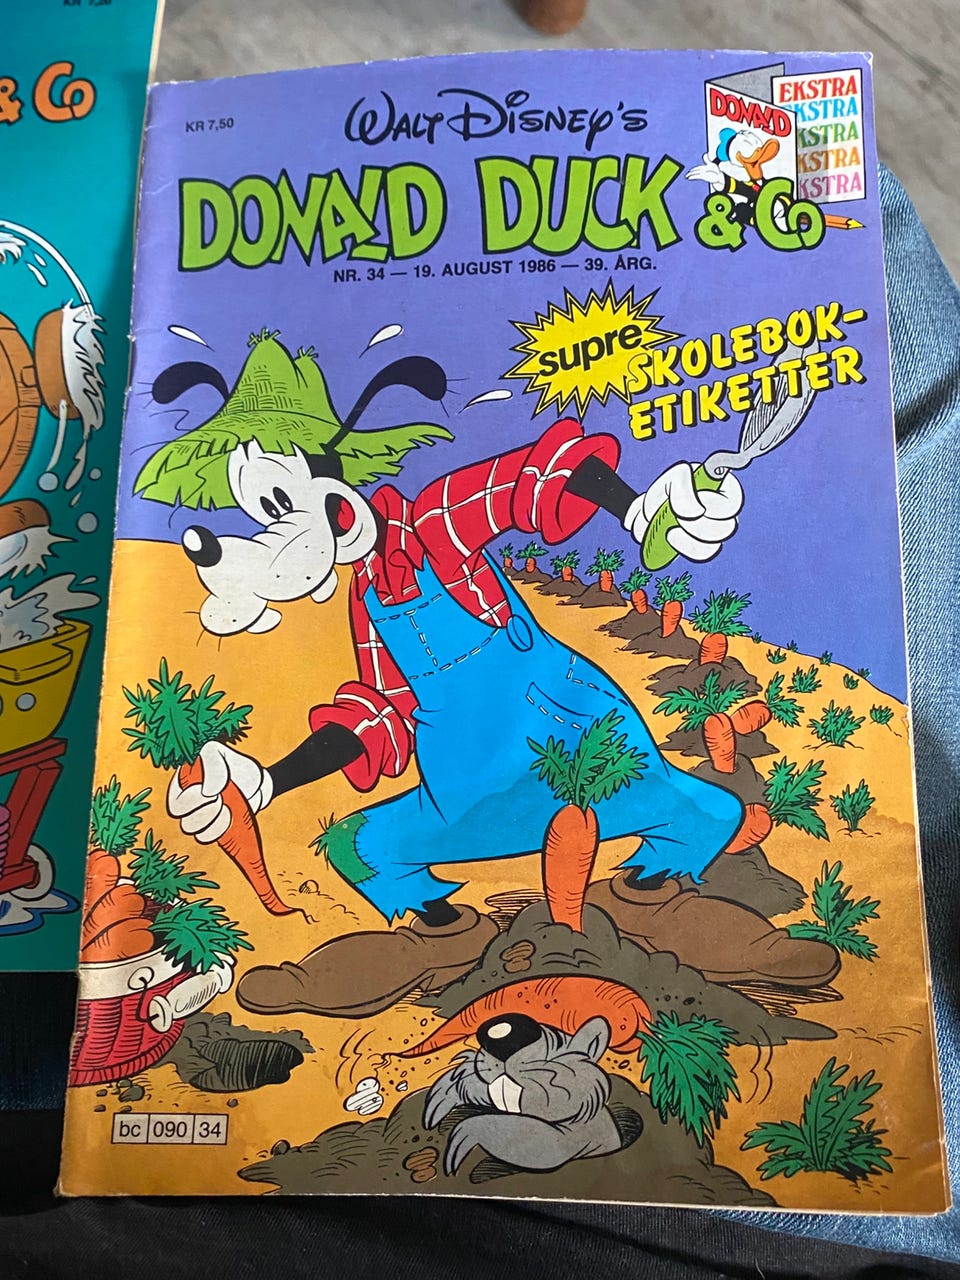 & Co
KR 7,50
WALT DISNEY'S
DONALD DUCK & Co
NR. 34 — 19. AUGUST 1986 — 39. ÅRG.
DONALD
EKSTRA
EKSTRA
EKSTRA
EKSTRA
EKSTRA
supre
SKOLEBOK-
ETIKETTER
bc 090 34